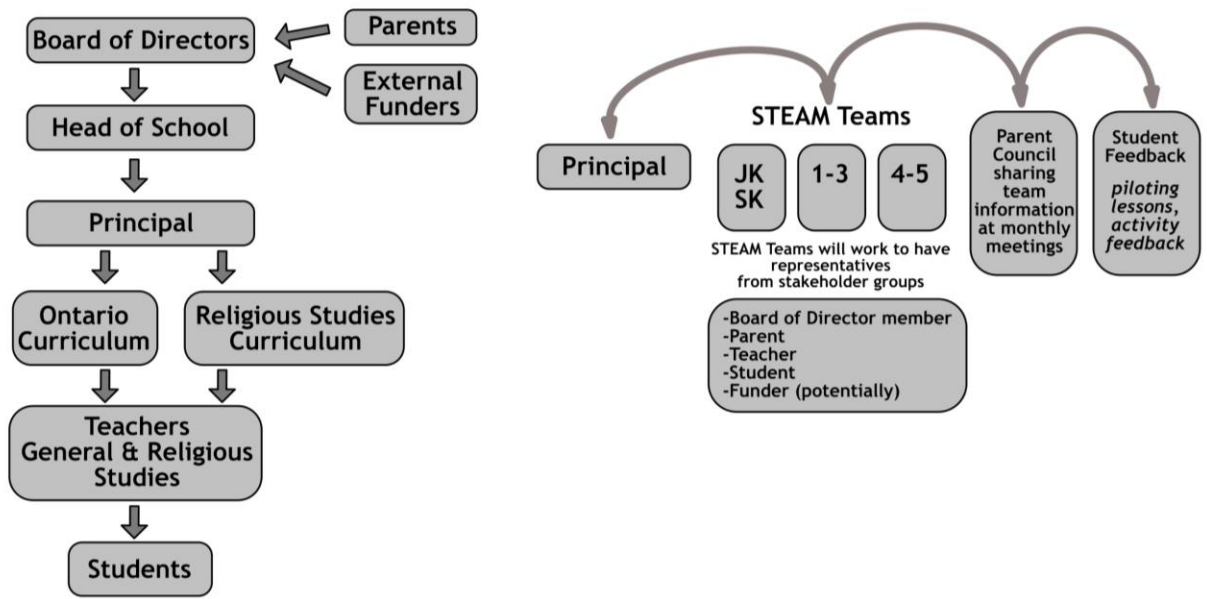 Board of Directors
Parents
External
Funders
Head of School
Principal
Ontario
Curriculum
Religious Studies
Curriculum
Teachers
General & Religious
Studies
Students
Principal
STEAM Teams
JK
SK
1-3
4-5
STEAM Teams will work to have
representatives
from stakeholder groups
-Board of Director member
-Parent
-Teacher
-Student
-Funder (potentially)
Parent
Council
sharing
team
information
at monthly
meetings
Student
Feedback
piloting
lessons,
activity
feedback